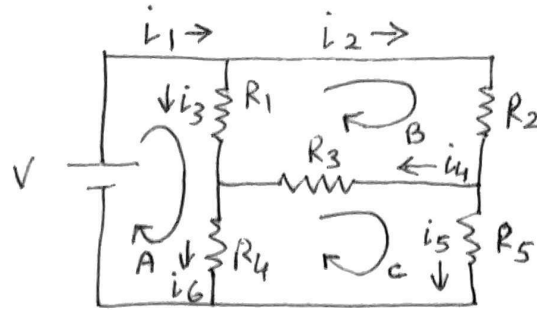 i1 → i2 →
↓ i3 R1 B R2
V R3 ← i4
A ↓ i6 R4 C i5 ↓ R5